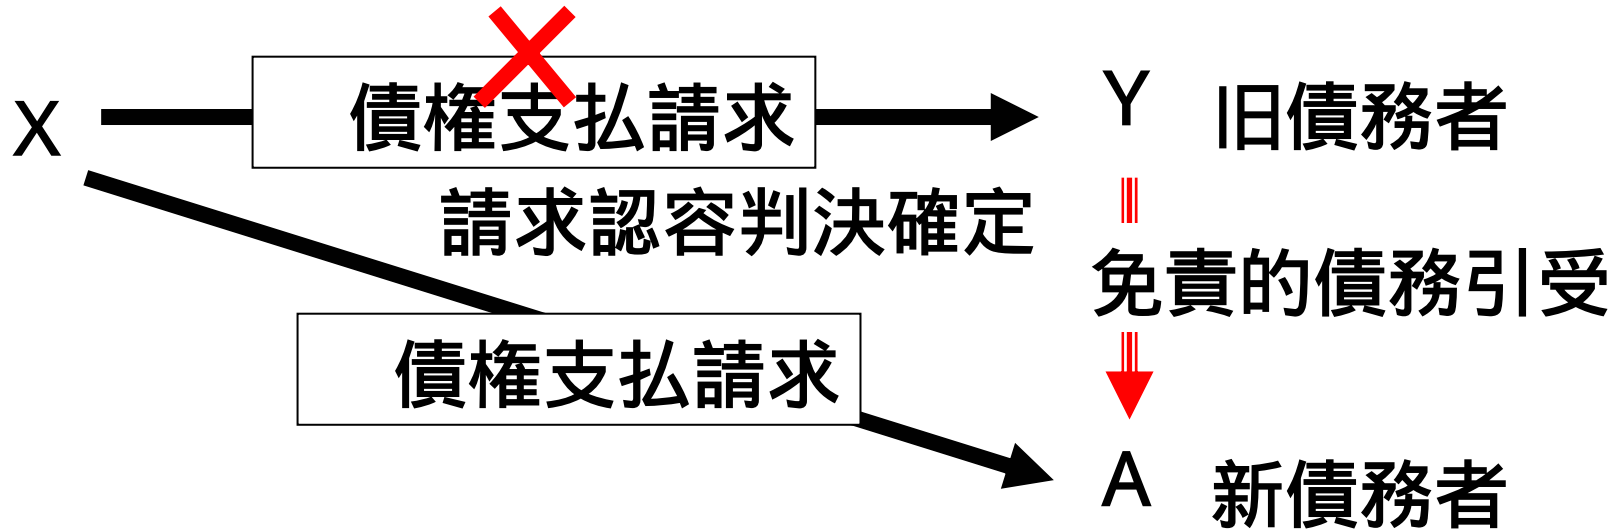 X
債権支払請求
Y 旧債務者
請求認容判決確定
免責的債務引受
債権支払請求
A 新債務者